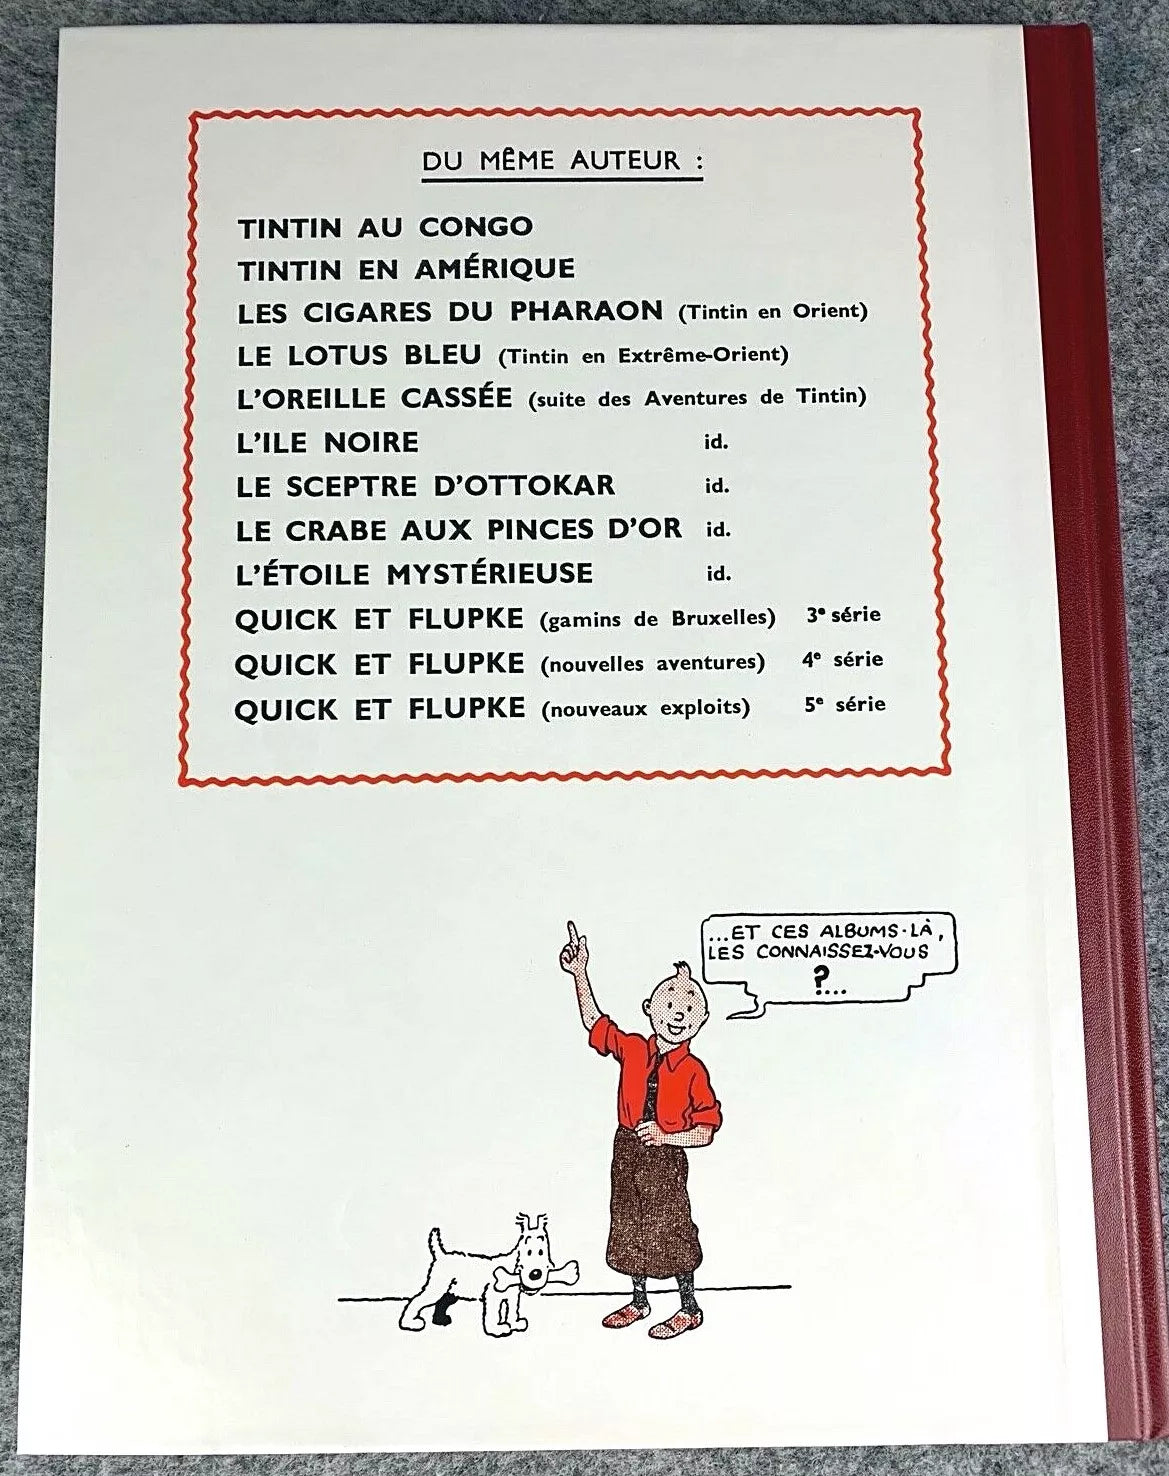 DU MÊME AUTEUR :
TINTIN AU CONGO
TINTIN EN AMÉRIQUE
LES CIGARES DU PHARAON (Tintin en Orient)
LE LOTUS BLEU (Tintin en Extrême-Orient)
L'OREILLE CASSÉE (suite des Aventures de Tintin)
L'ILE NOIRE id.
LE SCEPTRE D'OTTOKAR id.
LE CRABE AUX PINCES D'OR id.
L'ÉTOILE MYSTÉRIEUSE id.
QUICK ET FLUPKE (gamins de Bruxelles) 3e série
QUICK ET FLUPKE (nouvelles aventures) 4e série
QUICK ET FLUPKE (nouveaux exploits) 5e série
...ET CES ALBUMS-LÀ,
LES CONNAISSEZ-VOUS
?...